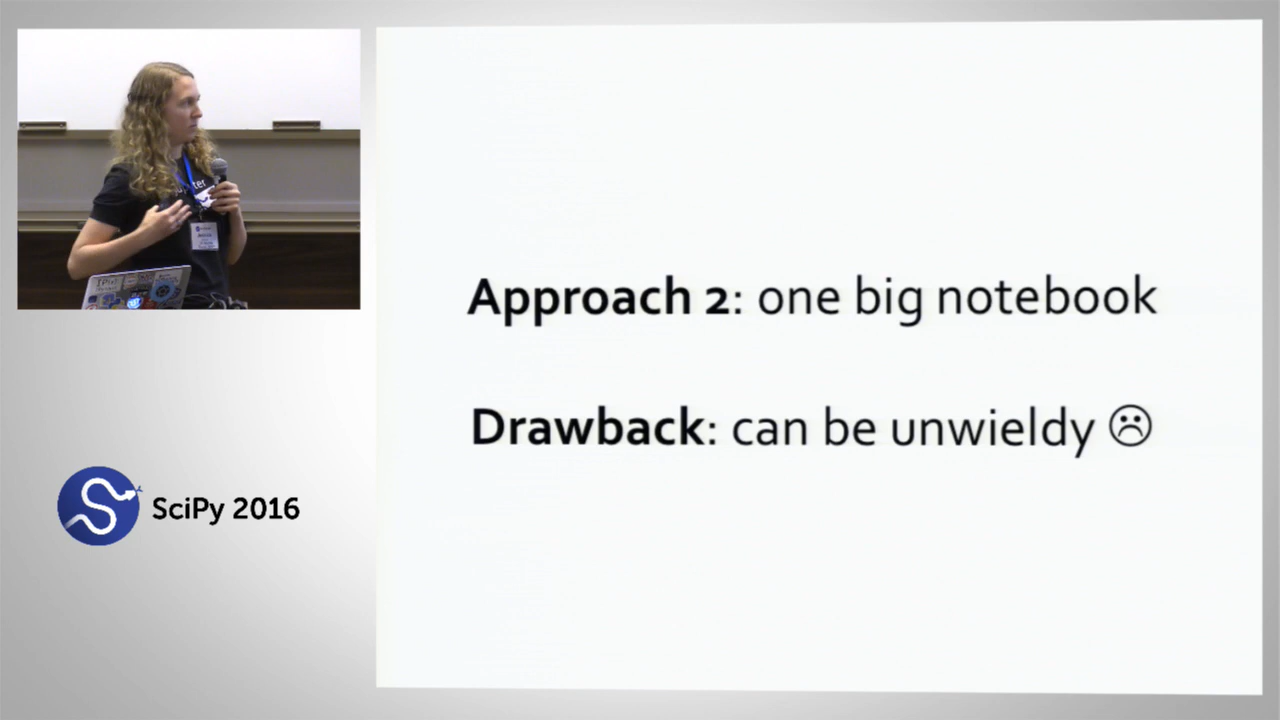 Approach 2: one big notebook
Drawback: can be unwieldy ☹
SciPy 2016